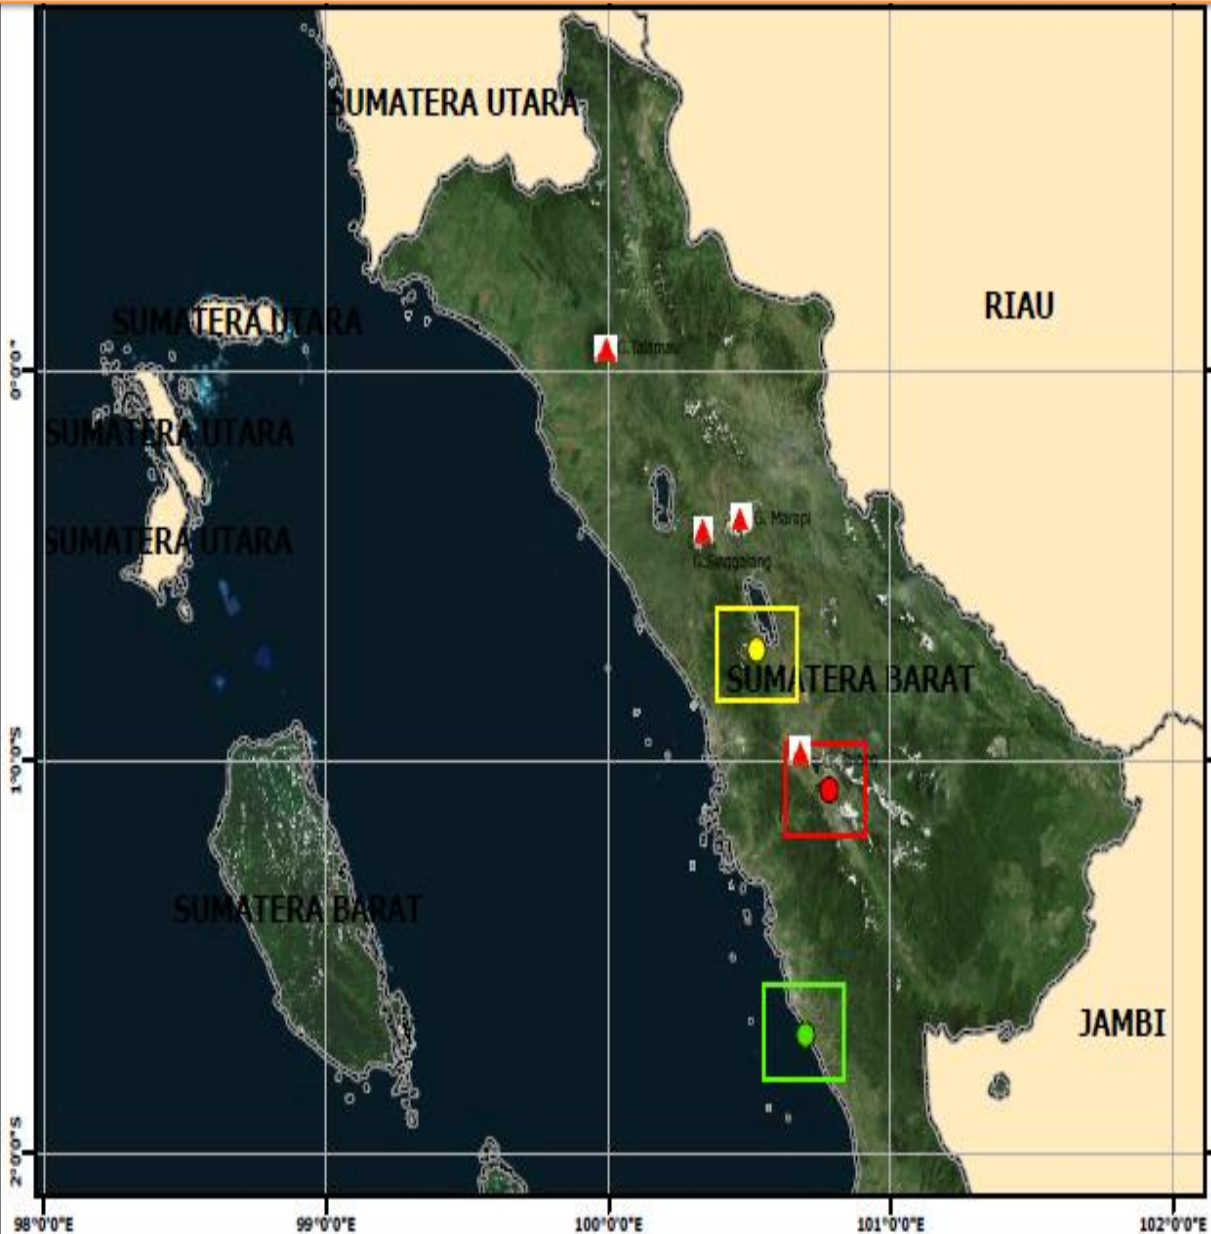 SUMATERA UTARA
RIAU
SUMATERA UTARA
G.Talamau
0°0'0"
SUMATERA UTARA
G. Marapi
SUMATERA UTARA
G.Singgalang
SUMATERA BARAT
1°0'0"S
SUMATERA BARAT
JAMBI
2°0'0"S
98°0'0"E
99°0'0"E
100°0'0"E
101°0'0"E
102°0'0"E